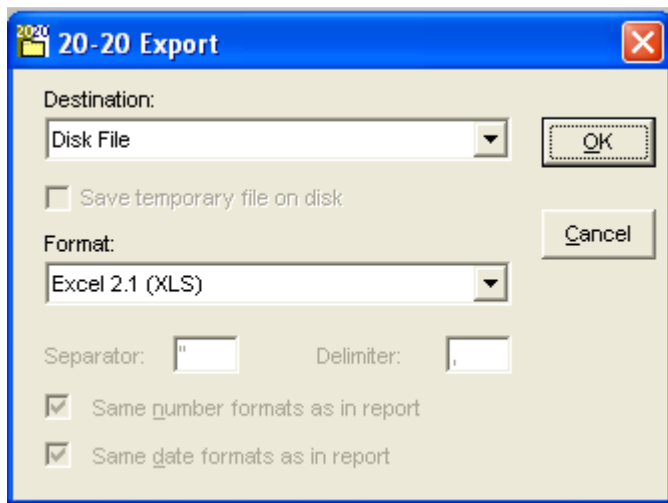 2020
20-20 Export
Destination:
Disk File
OK
Save temporary file on disk
Cancel
Format:
Excel 2.1 (XLS)
Separator: " Delimiter: ,
Same number formats as in report
Same date formats as in report